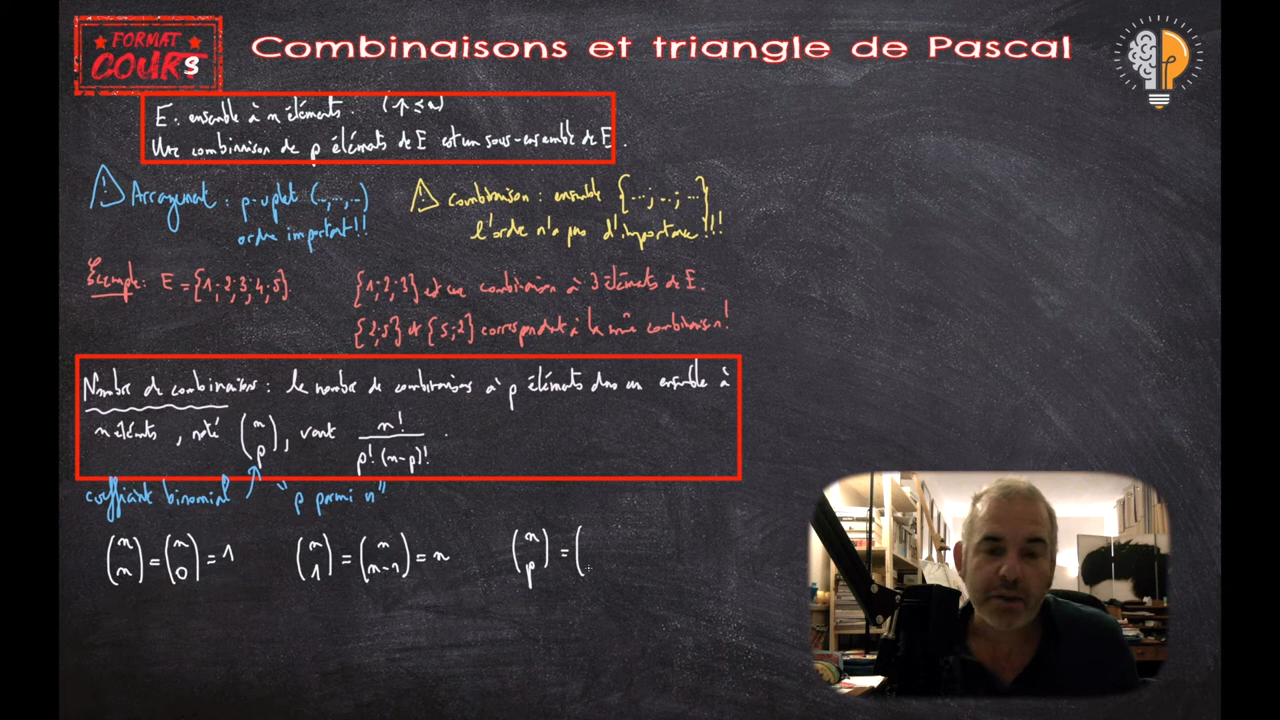 FORMAT
COURS
Combinaisons et triangle de Pascal
E : ensemble à n éléments. (p ≤ n)
Une combinaison de p éléments de E est un sous-ensemble de E.
⚠ Arrangement : p-uplet (..., ..., ...)
ordre important!!
⚠ Combinaison : ensemble {...; ...; ...}
l'ordre n'a pas d'importance!!!
Exemple : E = {1;2;3;4;5}
{1;2;3} est une combinaison à 3 éléments de E.
{2;5} et {5;2} correspondent à la même combinaison!
Nombre de combinaisons : le nombre de combinaisons à p éléments dans un ensemble à
n éléments, noté (n p), vaut n! / p!(n-p)! .
coefficient binomial "p parmi n"
(n n) = (n 0) = 1 (n 1) = (n n-1) = n (n p) = (